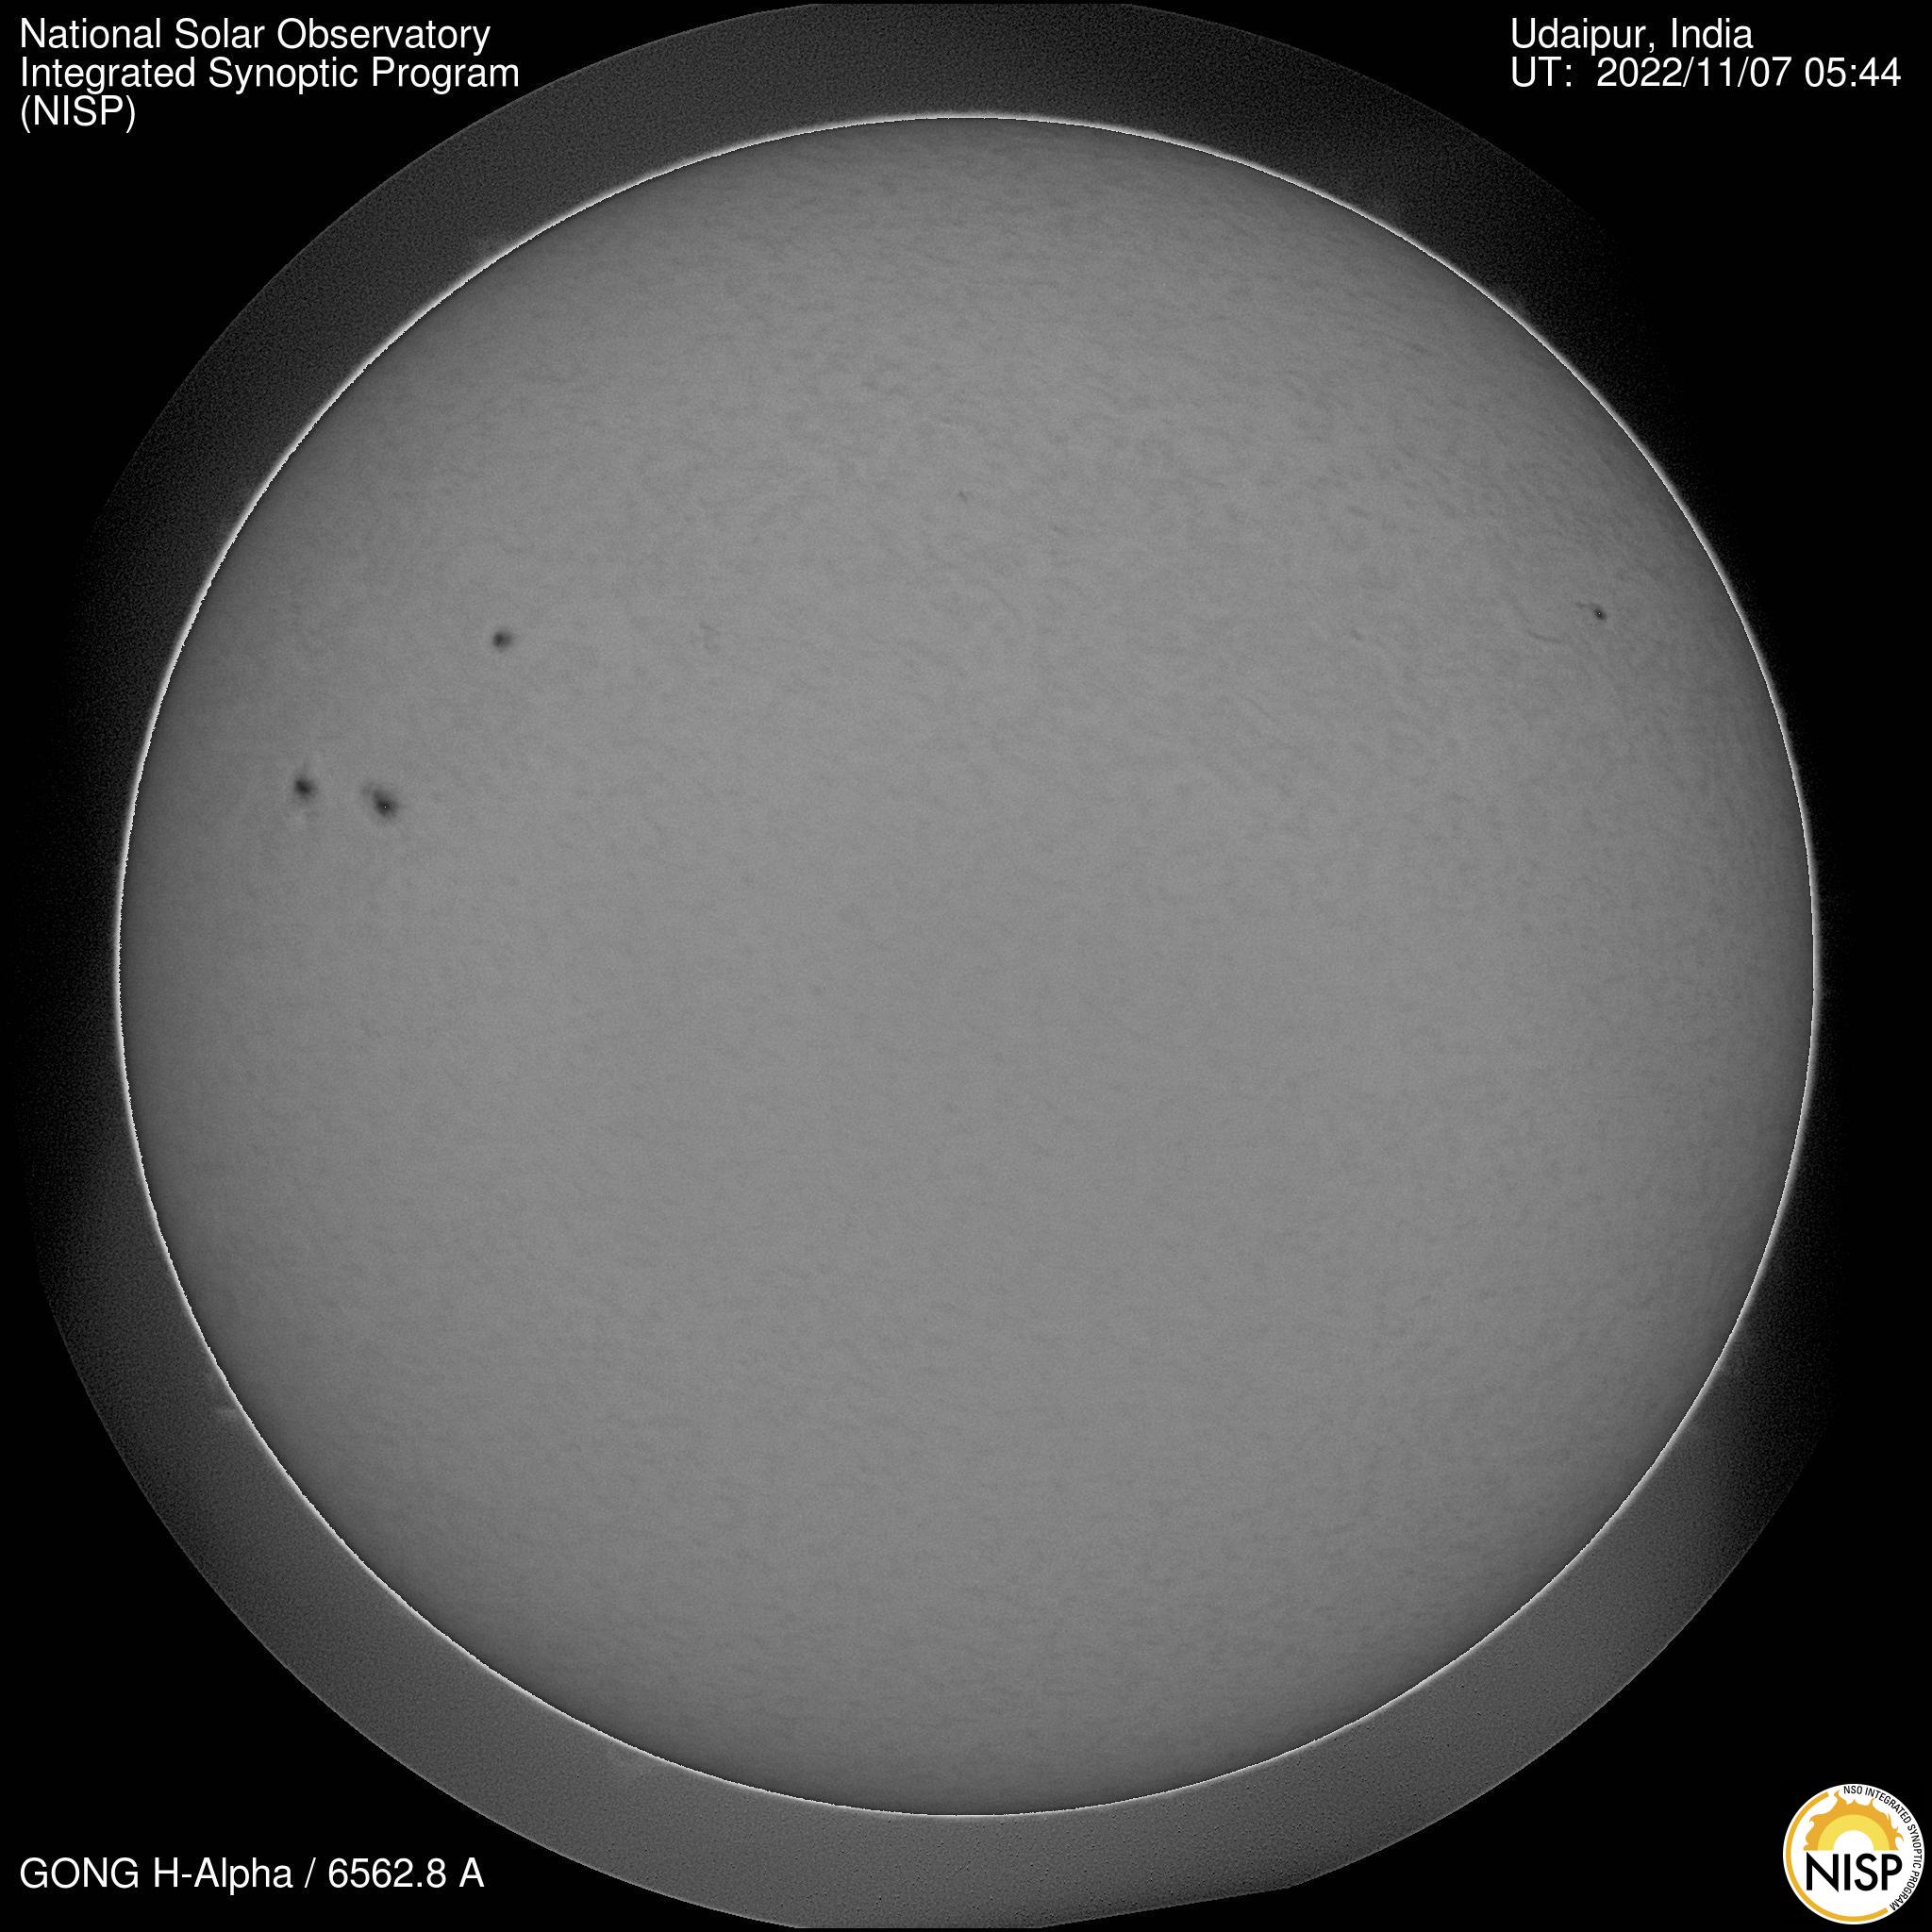 National Solar Observatory
Integrated Synoptic Program
(NISP)
Udaipur, India
UT: 2022/11/07 05:44
GONG H-Alpha / 6562.8 A
NSO INTEGRATED SYNOPTIC PROGRAM
NISP